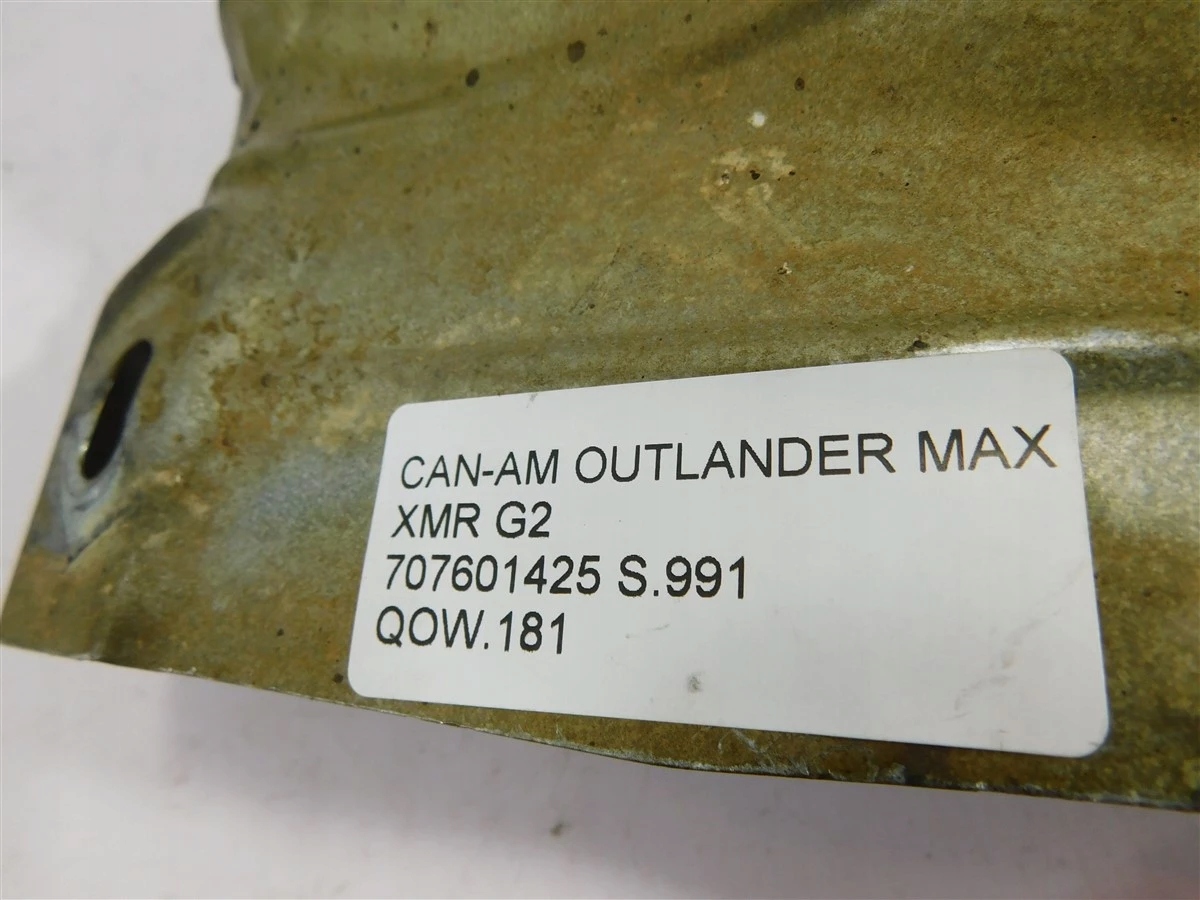 CAN-AM OUTLANDER MAX
XMR G2
707601425 S.991
QOW.181